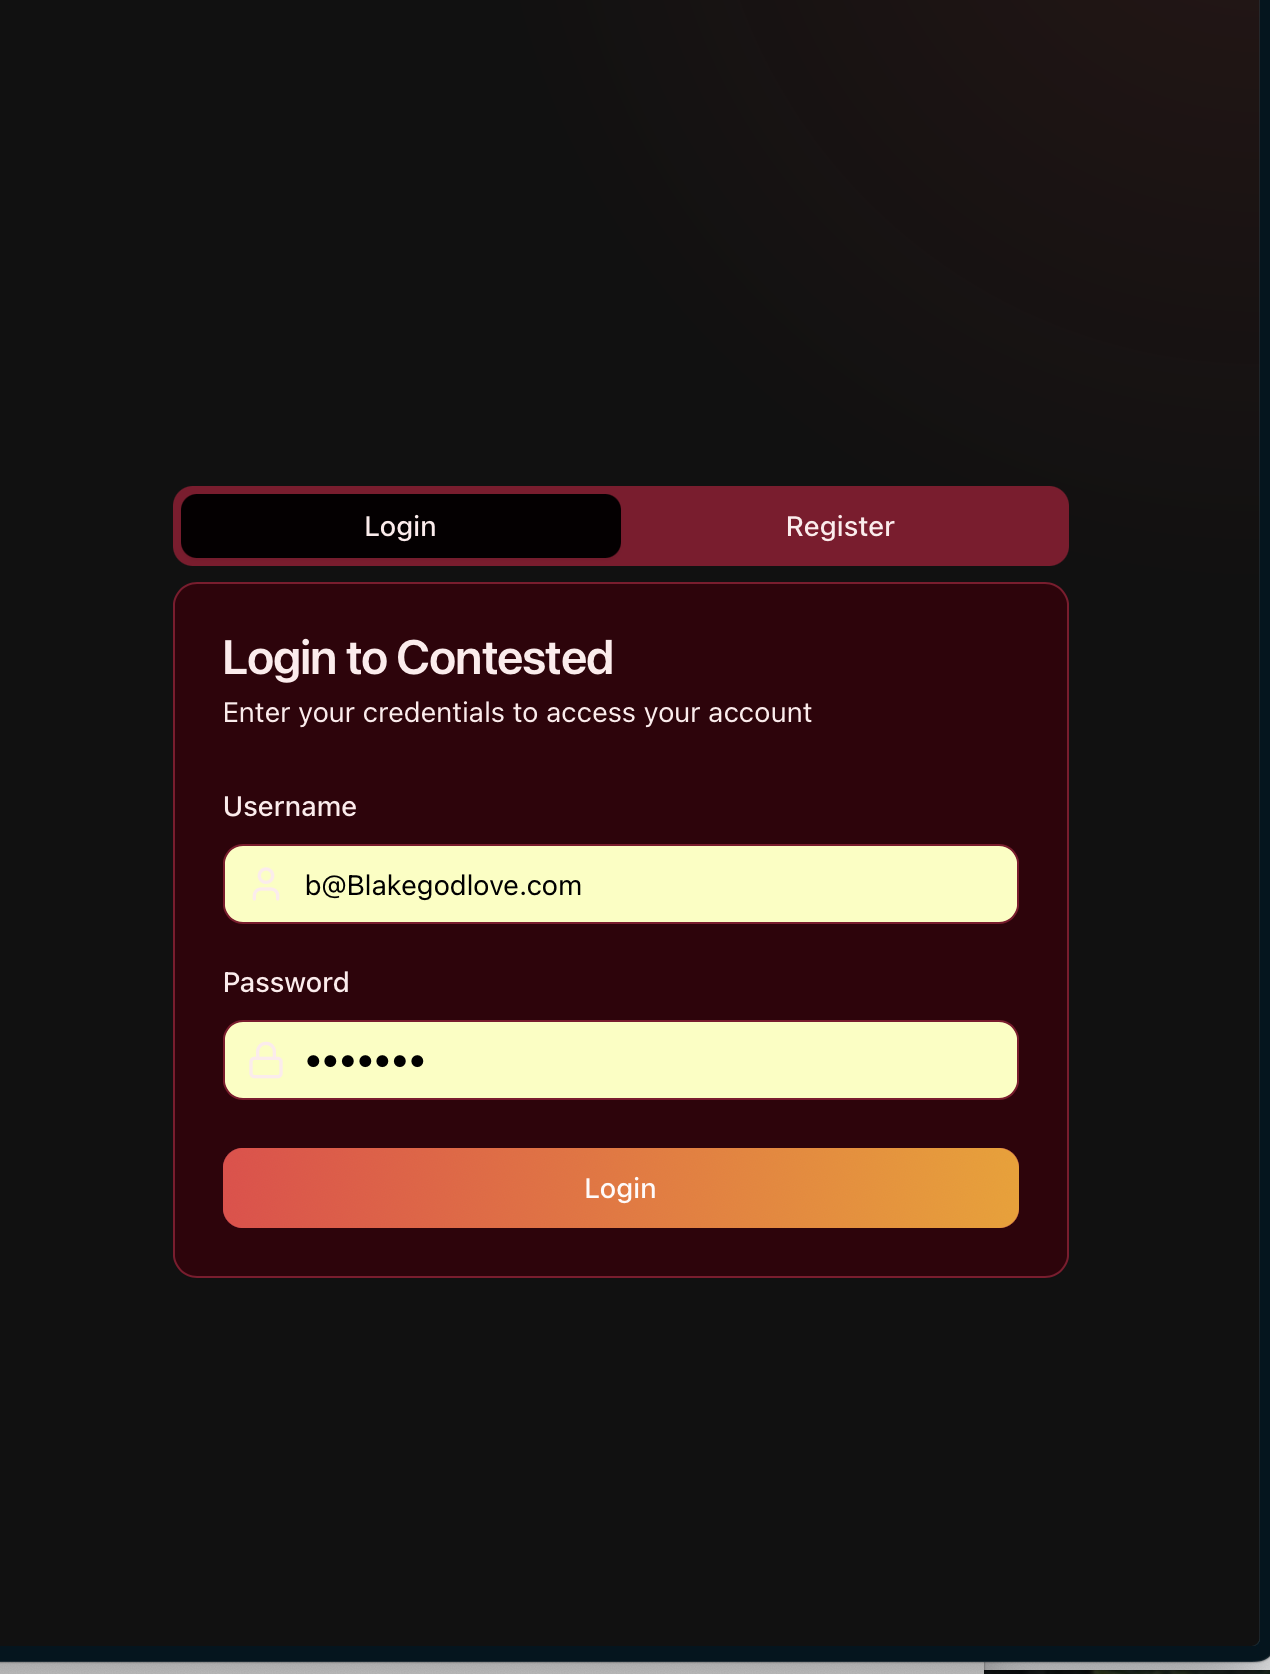 Login
Register
Login to Contested
Enter your credentials to access your account
Username
b@Blakegodlove.com
Password
•••••••
Login